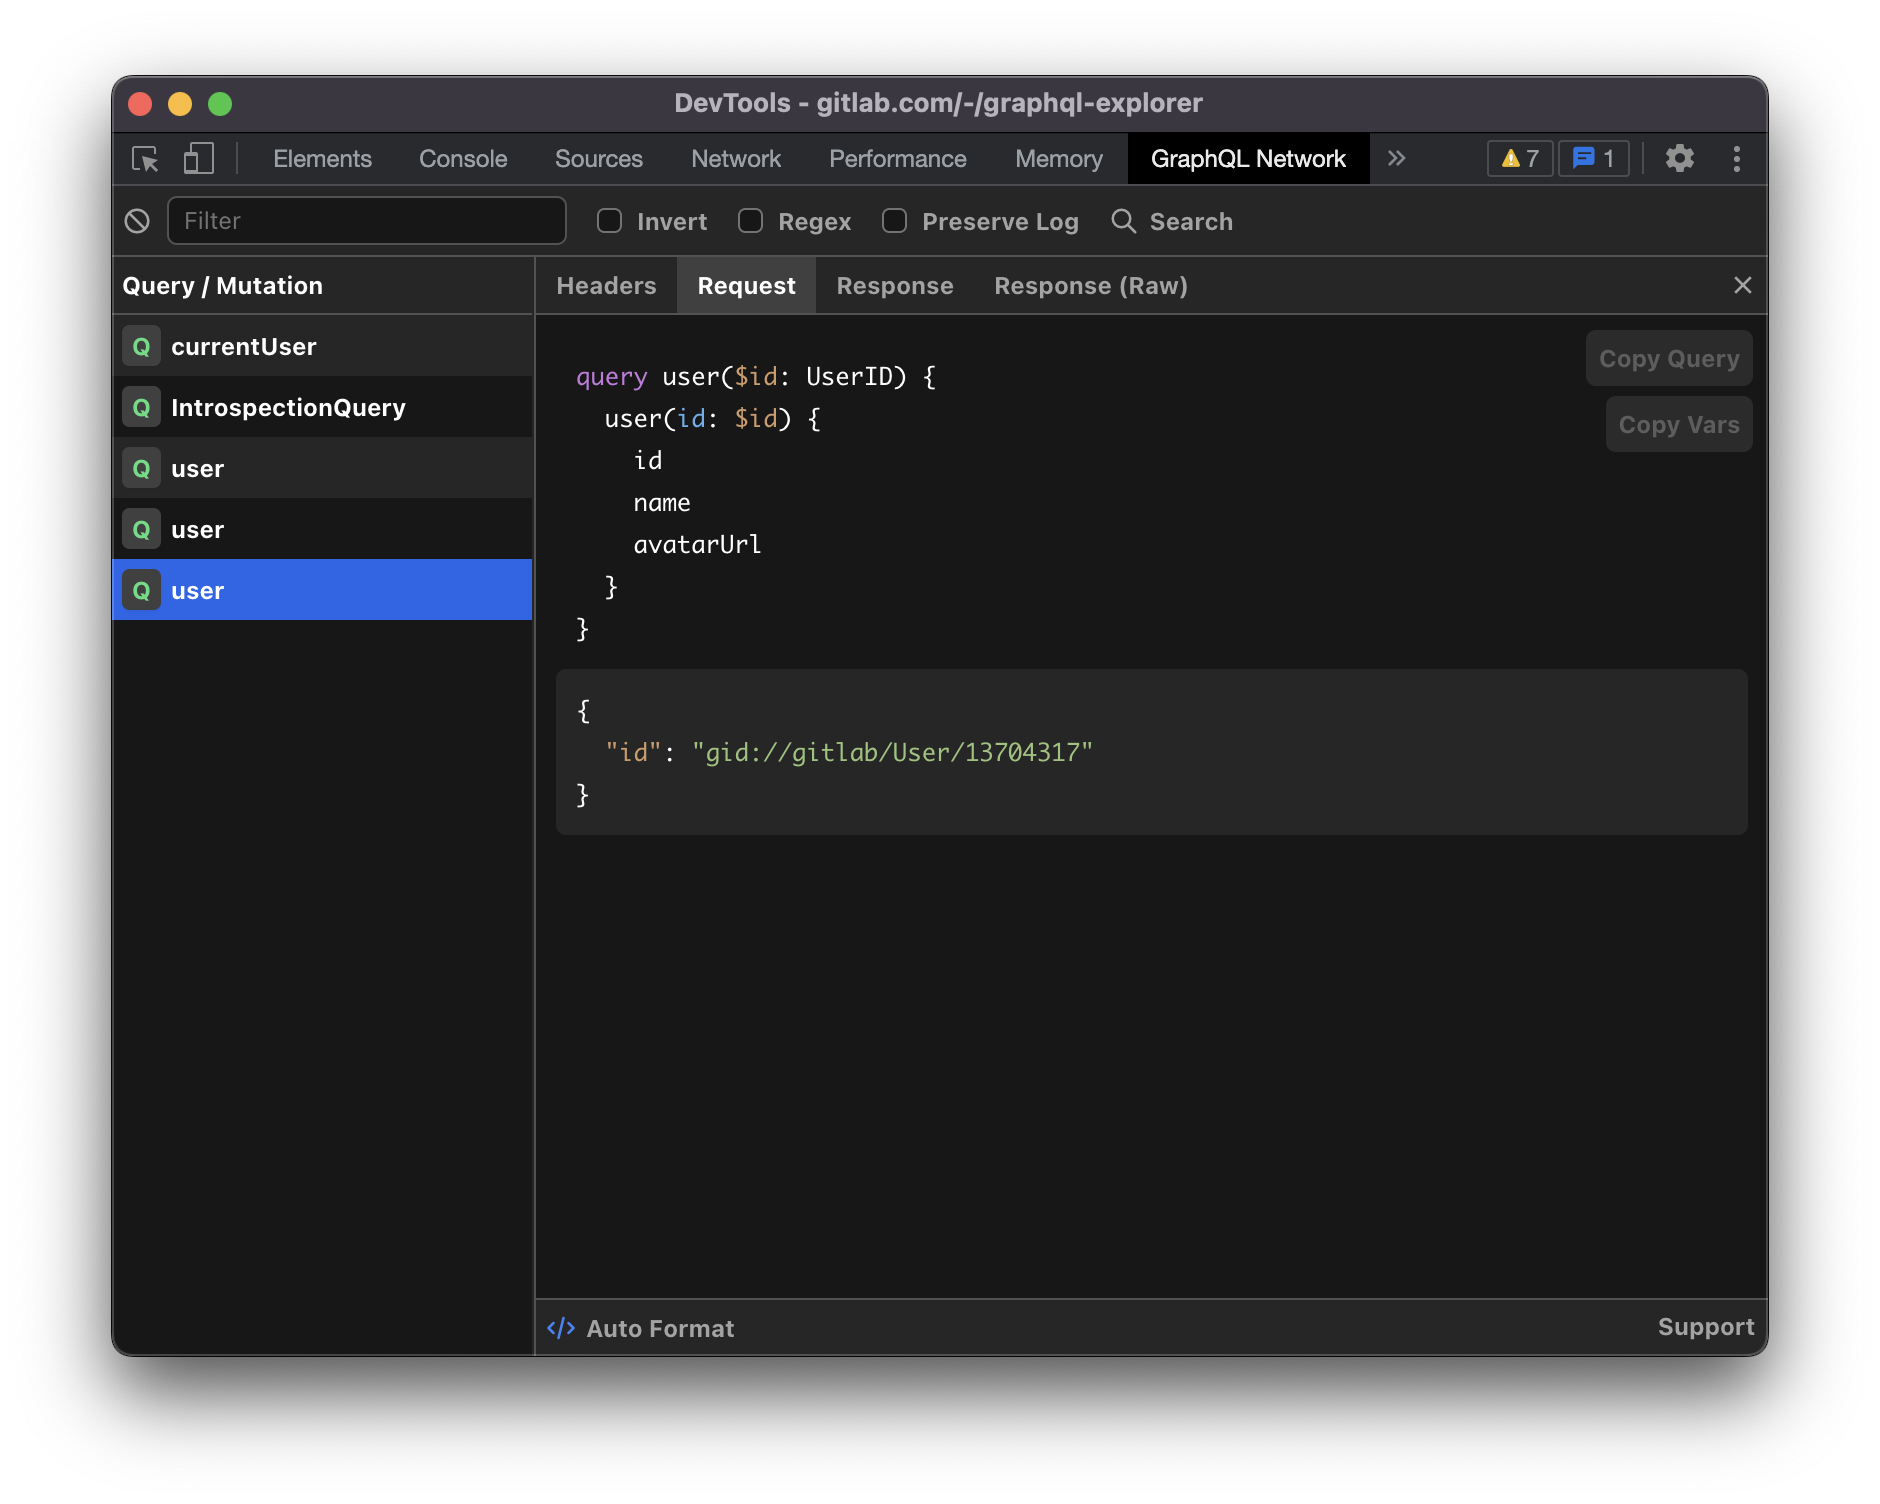 DevTools - gitlab.com/-/graphql-explorer
Elements Console Sources Network Performance Memory GraphQL Network 7 1
Filter Invert Regex Preserve Log Search
Query / Mutation
Headers Request Response Response (Raw)
Q currentUser
Q IntrospectionQuery
Q user
Q user
Q user
Copy Query
Copy Vars
query user($id: UserID) {
  user(id: $id) {
    id
    name
    avatarUrl
  }
}
{
  "id": "gid://gitlab/User/13704317"
}
</> Auto Format
Support